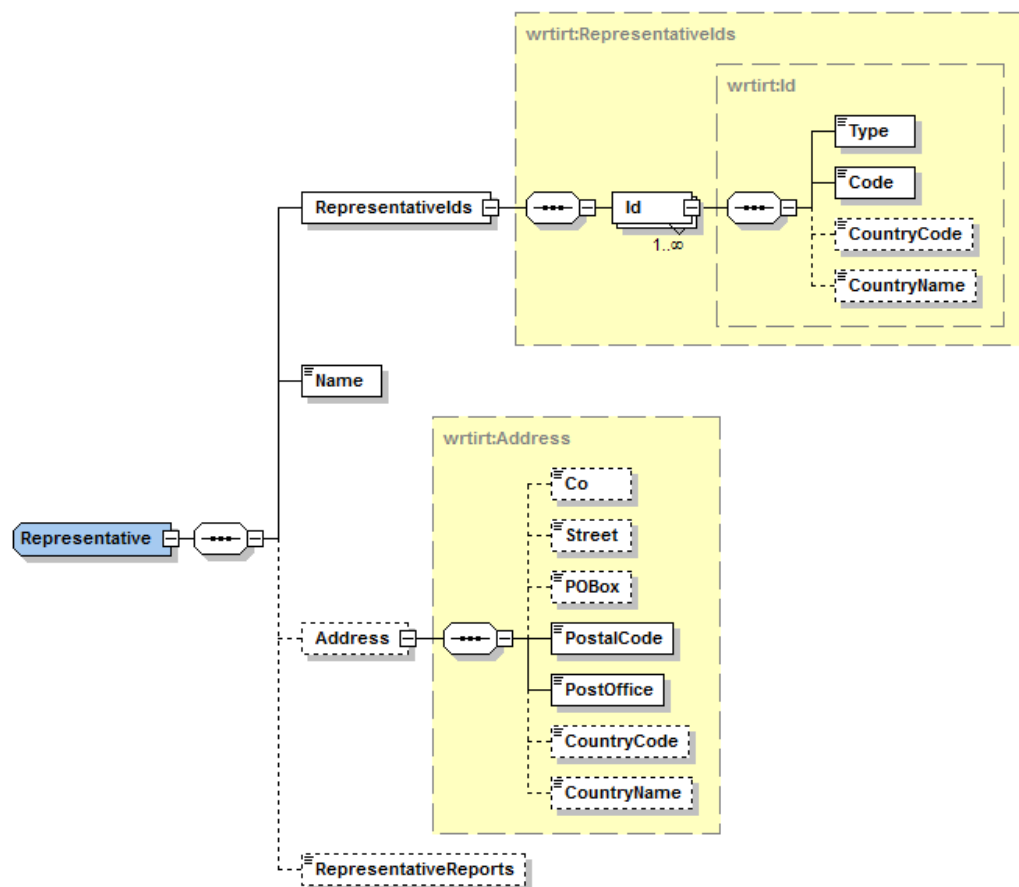 wrtirt:RepresentativeIds
wrtirt:Id
Type
Code
RepresentativeIds
Id
CountryCode
1..∞
CountryName
Name
wrtirt:Address
Co
Street
Representative
POBox
Address
PostalCode
PostOffice
CountryCode
CountryName
RepresentativeReports